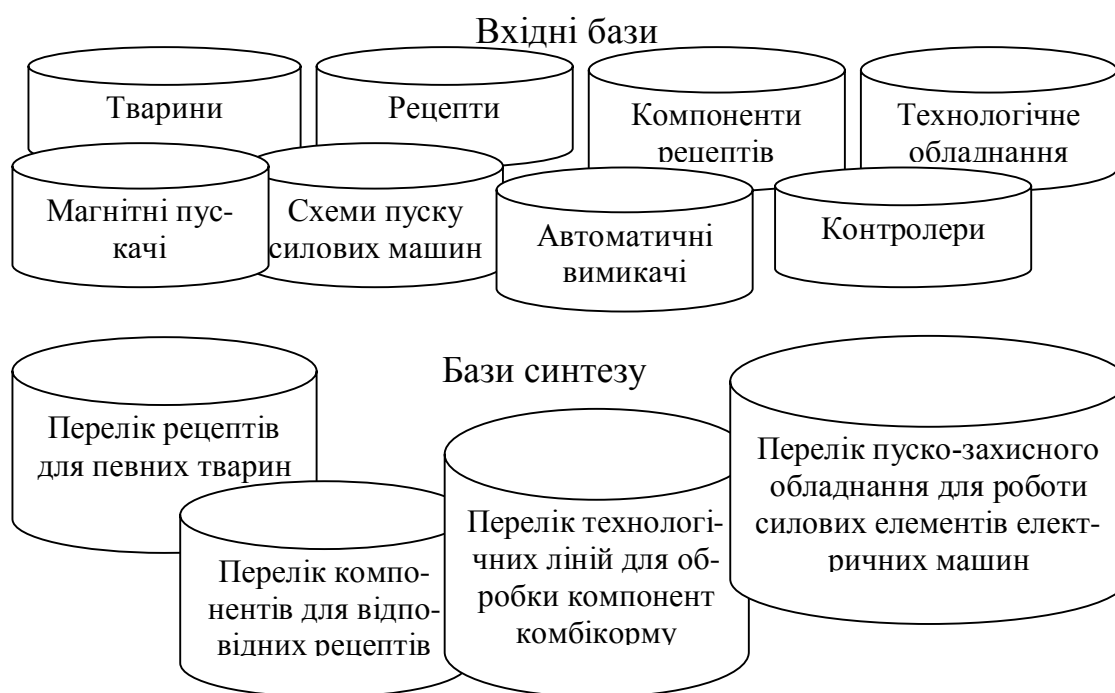 Вхідні бази
Тварини
Рецепти
Компоненти
рецептів
Технологічне
обладнання
Магнітні пус-
качі
Схеми пуску
силових машин
Автоматичні
вимикачі
Контролери
Бази синтезу
Перелік рецептів
для певних тварин
Перелік компо-
нентів для відпо-
відних рецептів
Перелік технологі-
чних ліній для об-
робки компонент
комбікорму
Перелік пуско-захисного
обладнання для роботи
силових елементів елект-
ричних машин